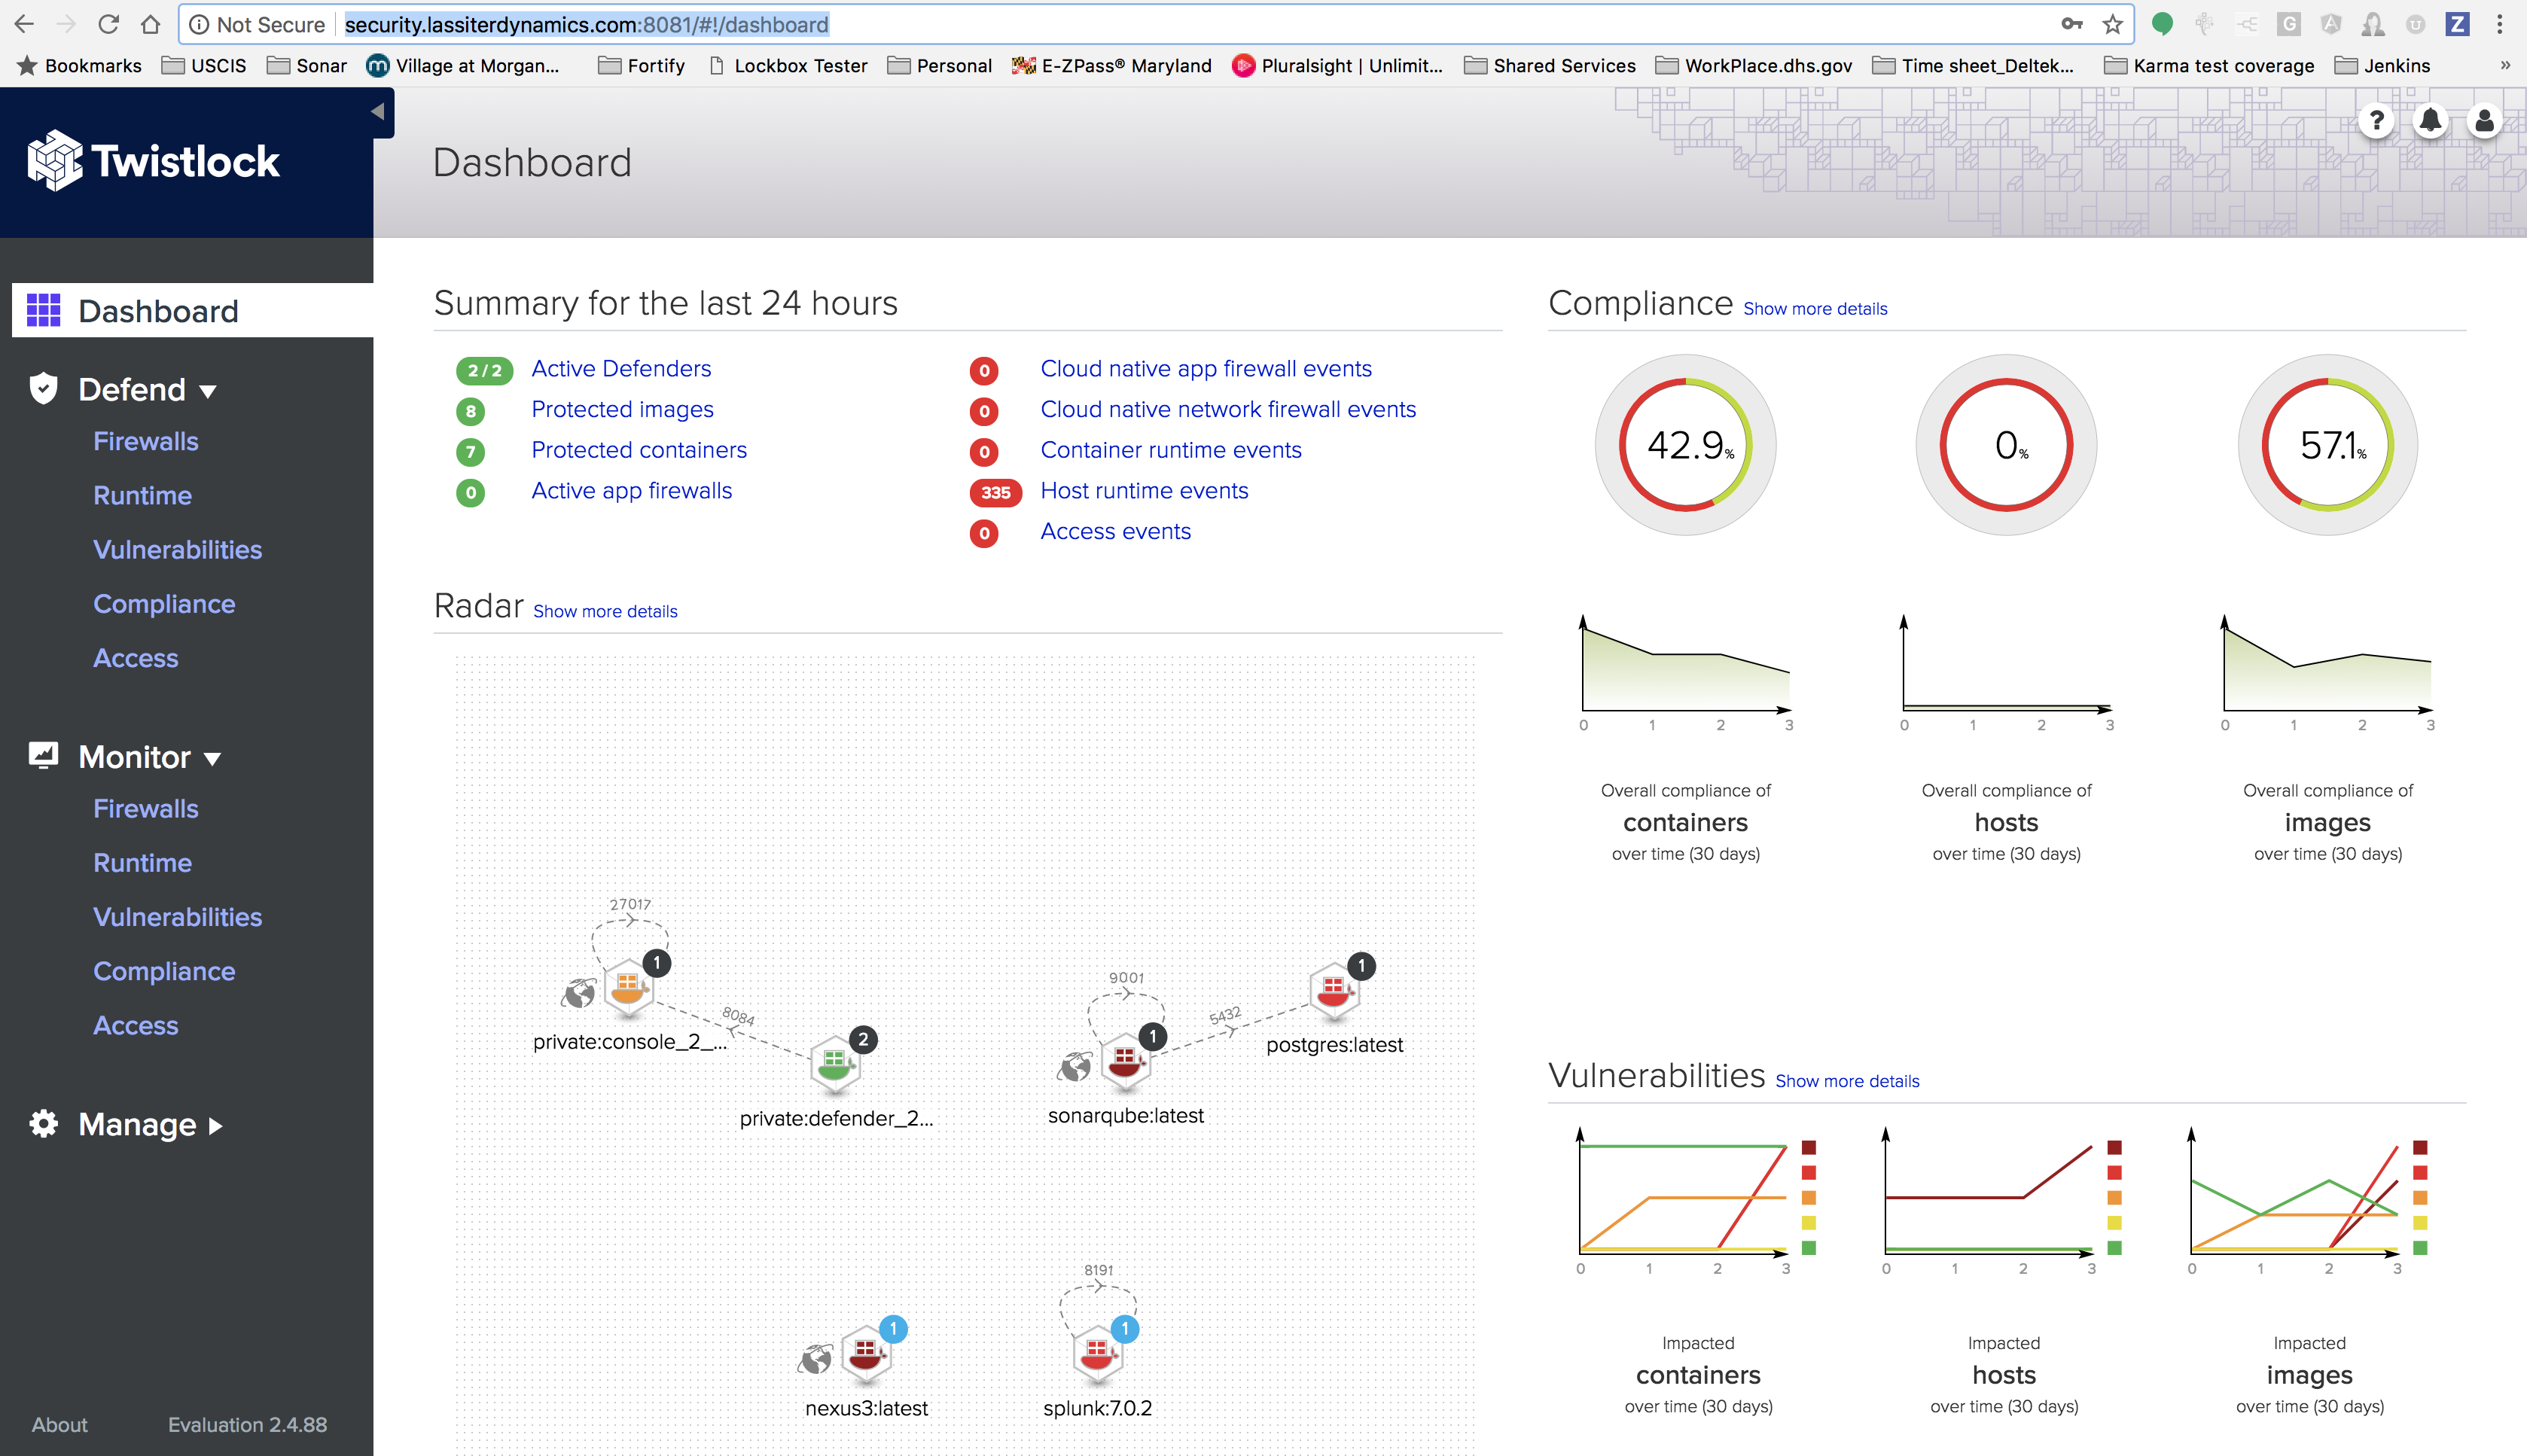 Not Secure security.lassiterdynamics.com:8081/#!/dashboard
Bookmarks USCIS Sonar Village at Morgan... Fortify Lockbox Tester Personal E-ZPass® Maryland Pluralsight | Unlimit... Shared Services WorkPlace.dhs.gov Time sheet_Deltek... Karma test coverage Jenkins »
Twistlock
Dashboard
Dashboard
Defend
Firewalls
Runtime
Vulnerabilities
Compliance
Access
Monitor
Firewalls
Runtime
Vulnerabilities
Compliance
Access
Manage
About Evaluation 2.4.88
Summary for the last 24 hours
2 / 2 Active Defenders
8 Protected images
7 Protected containers
0 Active app firewalls
0 Cloud native app firewall events
0 Cloud native network firewall events
0 Container runtime events
335 Host runtime events
0 Access events
Radar Show more details
27017
1
private:console_2_...
8084
2
private:defender_2...
9001
1
sonarqube:latest
5432
1
postgres:latest
1
nexus3:latest
8191
1
splunk:7.0.2
Compliance Show more details
42.9%
0%
57.1%
0 1 2 3
0 1 2 3
0 1 2 3
Overall compliance of
containers
over time (30 days)
Overall compliance of
hosts
over time (30 days)
Overall compliance of
images
over time (30 days)
Vulnerabilities Show more details
0 1 2 3
0 1 2 3
0 1 2 3
Impacted
containers
over time (30 days)
Impacted
hosts
over time (30 days)
Impacted
images
over time (30 days)